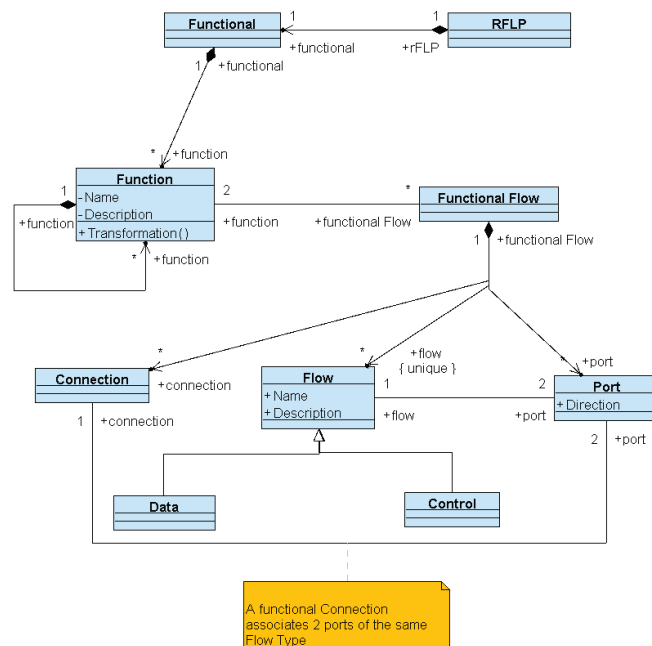 Functional
RFLP
1
1
+functional
+rFLP
1
+functional
*
+function
Function
- Name
- Description
+ Transformation( )
1
+function
*
+function
2
+function
*
+functional Flow
Functional Flow
1
+functional Flow
*
+connection
*
+flow
{ unique }
*
+port
Connection
Flow
+ Name
+ Description
Port
+ Direction
1
+flow
2
+port
1
+connection
2
+port
Data
Control
A functional Connection
associates 2 ports of the same
Flow Type